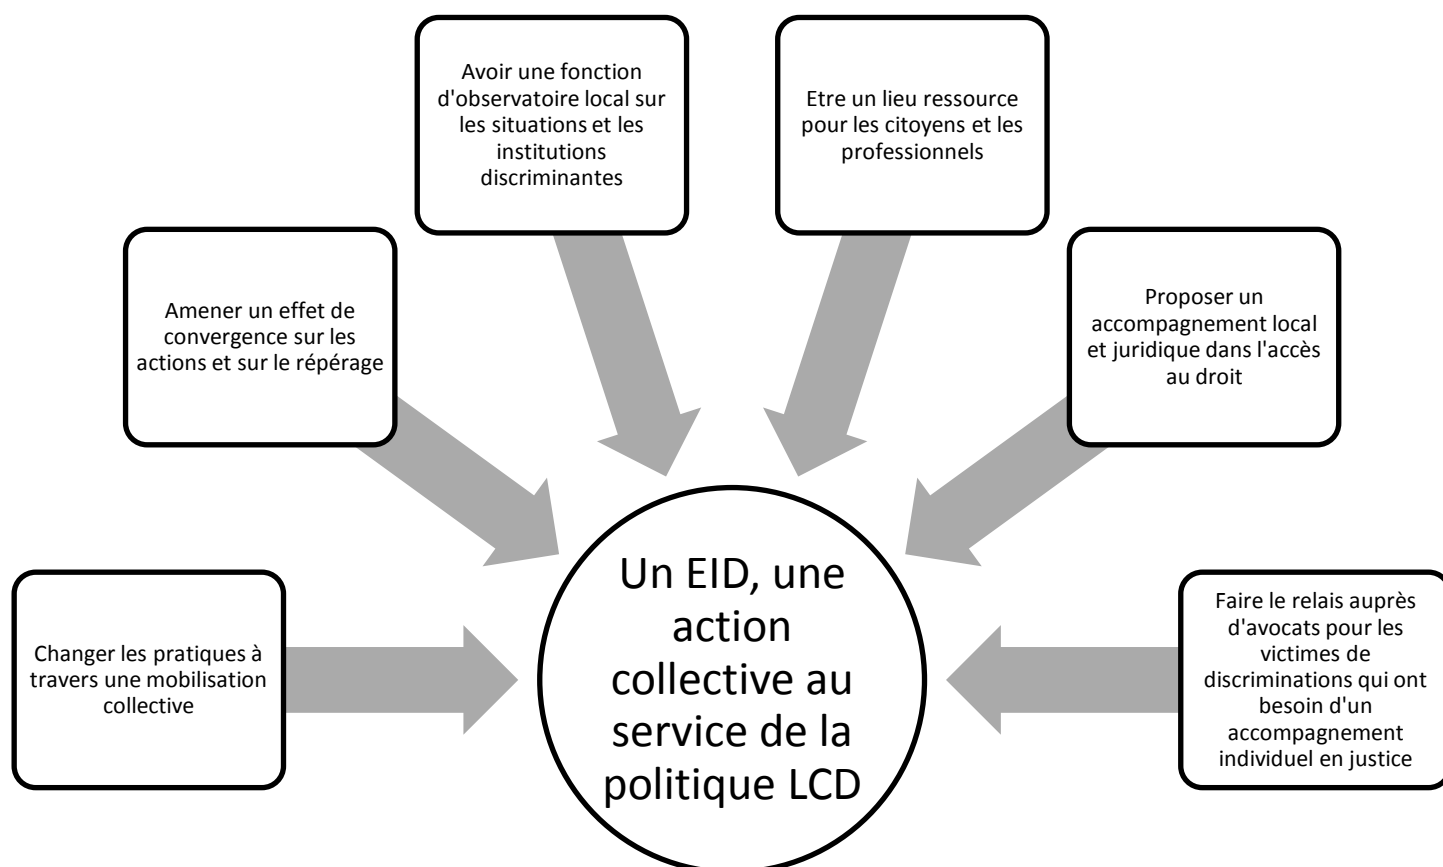 Avoir une fonction
d'observatoire local sur
les situations et les
institutions
discriminantes
Etre un lieu ressource
pour les citoyens et les
professionnels
Amener un effet de
convergence sur les
actions et sur le répérage
Proposer un
accompagnement local
et juridique dans l'accès
au droit
Changer les pratiques à
travers une mobilisation
collective
Un EID, une
action
collective au
service de la
politique LCD
Faire le relais auprès
d'avocats pour les
victimes de
discriminations qui ont
besoin d'un
accompagnement
individuel en justice